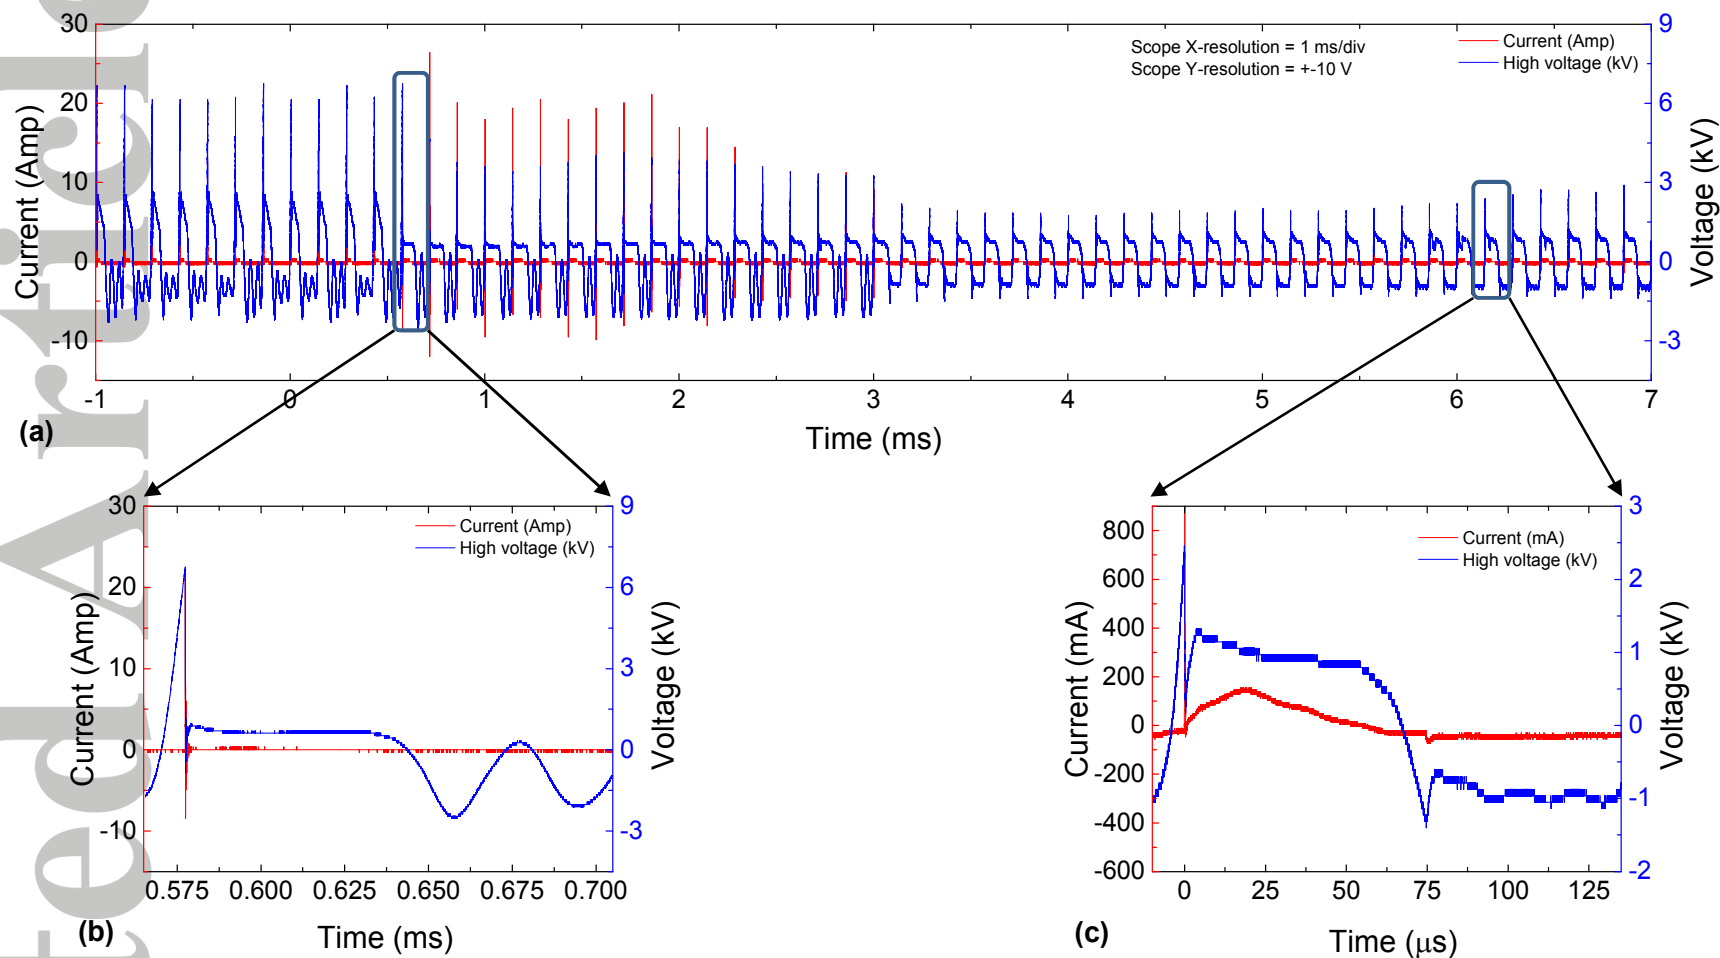 30
20
10
0
-10
Current (Amp)
9
6
3
0
-3
Voltage (kV)
Scope X-resolution = 1 ms/div
Scope Y-resolution = +-10 V
Current (Amp)
High voltage (kV)
-1 0 1 2 3 4 5 6 7
Time (ms)
(a)
30
20
10
0
-10
Current (Amp)
Current (Amp)
High voltage (kV)
9
6
3
0
-3
Voltage (kV)
0.575 0.600 0.625 0.650 0.675 0.700
Time (ms)
(b)
800
600
400
200
0
-200
-400
-600
Current (mA)
Current (mA)
High voltage (kV)
3
2
1
0
-1
-2
Voltage (kV)
0 25 50 75 100 125
Time (μs)
(c)
ted Article